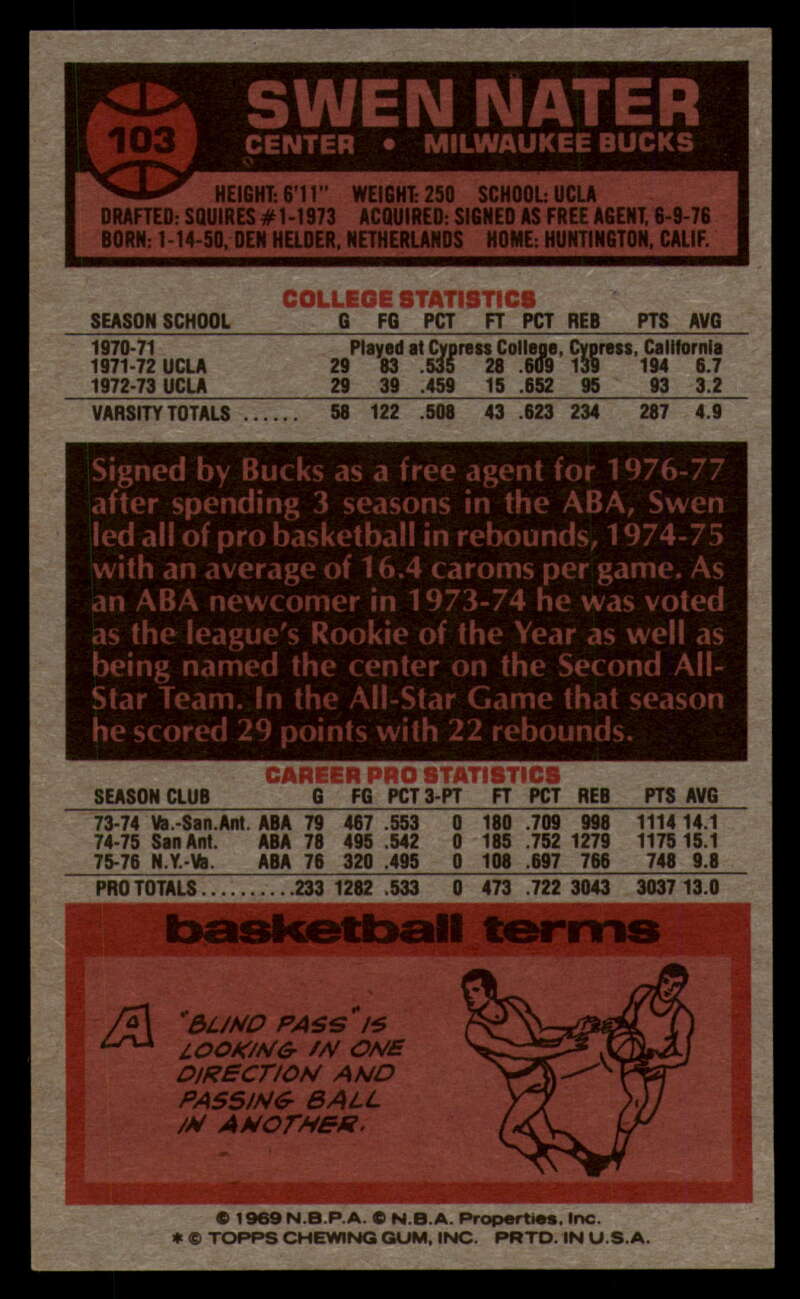 103
SWEN NATER
CENTER • MILWAUKEE BUCKS
HEIGHT: 6'11" WEIGHT: 250 SCHOOL: UCLA
DRAFTED: SQUIRES #1-1973 ACQUIRED: SIGNED AS FREE AGENT, 6-9-76
BORN: 1-14-50, DEN HELDER, NETHERLANDS HOME: HUNTINGTON, CALIF.
COLLEGE STATISTICS
SEASON SCHOOL G FG PCT FT PCT REB PTS AVG
1970-71 Played at Cypress College, Cypress, California
1971-72 UCLA 29 83 .535 28 .609 139 194 6.7
1972-73 UCLA 29 39 .459 15 .652 95 93 3.2
VARSITY TOTALS ...... 58 122 .508 43 .623 234 287 4.9
Signed by Bucks as a free agent for 1976-77
after spending 3 seasons in the ABA, Swen
led all of pro basketball in rebounds, 1974-75
with an average of 16.4 caroms per game. As
an ABA newcomer in 1973-74 he was voted
as the league's Rookie of the Year as well as
being named the center on the Second All-
Star Team. In the All-Star Game that season
he scored 29 points with 22 rebounds.
CAREER PRO STATISTICS
SEASON CLUB G FG PCT 3-PT FT PCT REB PTS AVG
73-74 Va.-San.Ant. ABA 79 467 .553 0 180 .709 998 1114 14.1
74-75 San Ant. ABA 78 495 .542 0 185 .752 1279 1175 15.1
75-76 N.Y.-Va. ABA 76 320 .495 0 108 .697 766 748 9.8
PRO TOTALS..........233 1282 .533 0 473 .722 3043 3037 13.0
basketball terms
A "BLIND PASS" IS
LOOKING IN ONE
DIRECTION AND
PASSING BALL
IN ANOTHER.
© 1969 N.B.P.A. © N.B.A. Properties, Inc.
* © TOPPS CHEWING GUM, INC. PRTD. IN U.S.A.